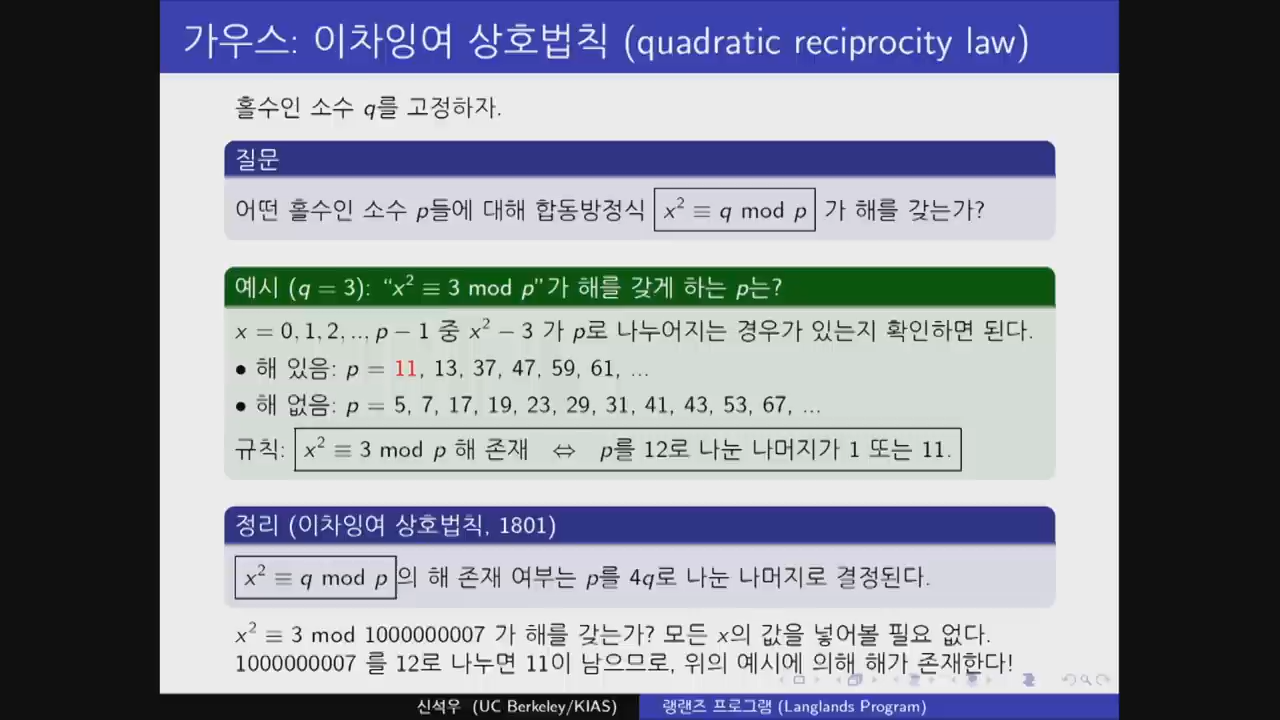 가우스: 이차잉여 상호법칙 (quadratic reciprocity law)
홀수인 소수 q를 고정하자.
질문
어떤 홀수인 소수 p들에 대해 합동방정식 x² ≡ q mod p 가 해를 갖는가?
예시 (q = 3): “x² ≡ 3 mod p”가 해를 갖게 하는 p는?
x = 0, 1, 2, .., p − 1 중 x² − 3 가 p로 나누어지는 경우가 있는지 확인하면 된다.
• 해 있음: p = 11, 13, 37, 47, 59, 61, ...
• 해 없음: p = 5, 7, 17, 19, 23, 29, 31, 41, 43, 53, 67, ...
규칙: x² ≡ 3 mod p 해 존재 ⇔ p를 12로 나눈 나머지가 1 또는 11.
정리 (이차잉여 상호법칙, 1801)
x² ≡ q mod p 의 해 존재 여부는 p를 4q로 나눈 나머지로 결정된다.
x² ≡ 3 mod 1000000007 가 해를 갖는가? 모든 x의 값을 넣어볼 필요 없다.
1000000007 를 12로 나누면 11이 남으므로, 위의 예시에 의해 해가 존재한다!
신석우 (UC Berkeley/KIAS) 랭랜즈 프로그램 (Langlands Program)